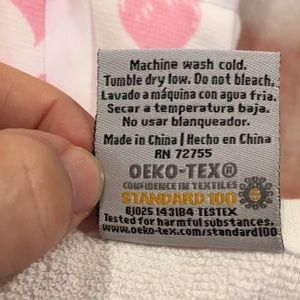 Machine wash cold.
Tumble dry low. Do not bleach.
Lavado a máquina con agua fria.
Secar a temperatura baja.
No usar blanqueador.
Made in China | Hecho en China
RN 72755
OEKO-TEX®
CONFIDENCE IN TEXTILES
STANDARD 100
BJ025 143184 TESTEX
Tested for harmful substances.
www.oeko-tex.com/standard100